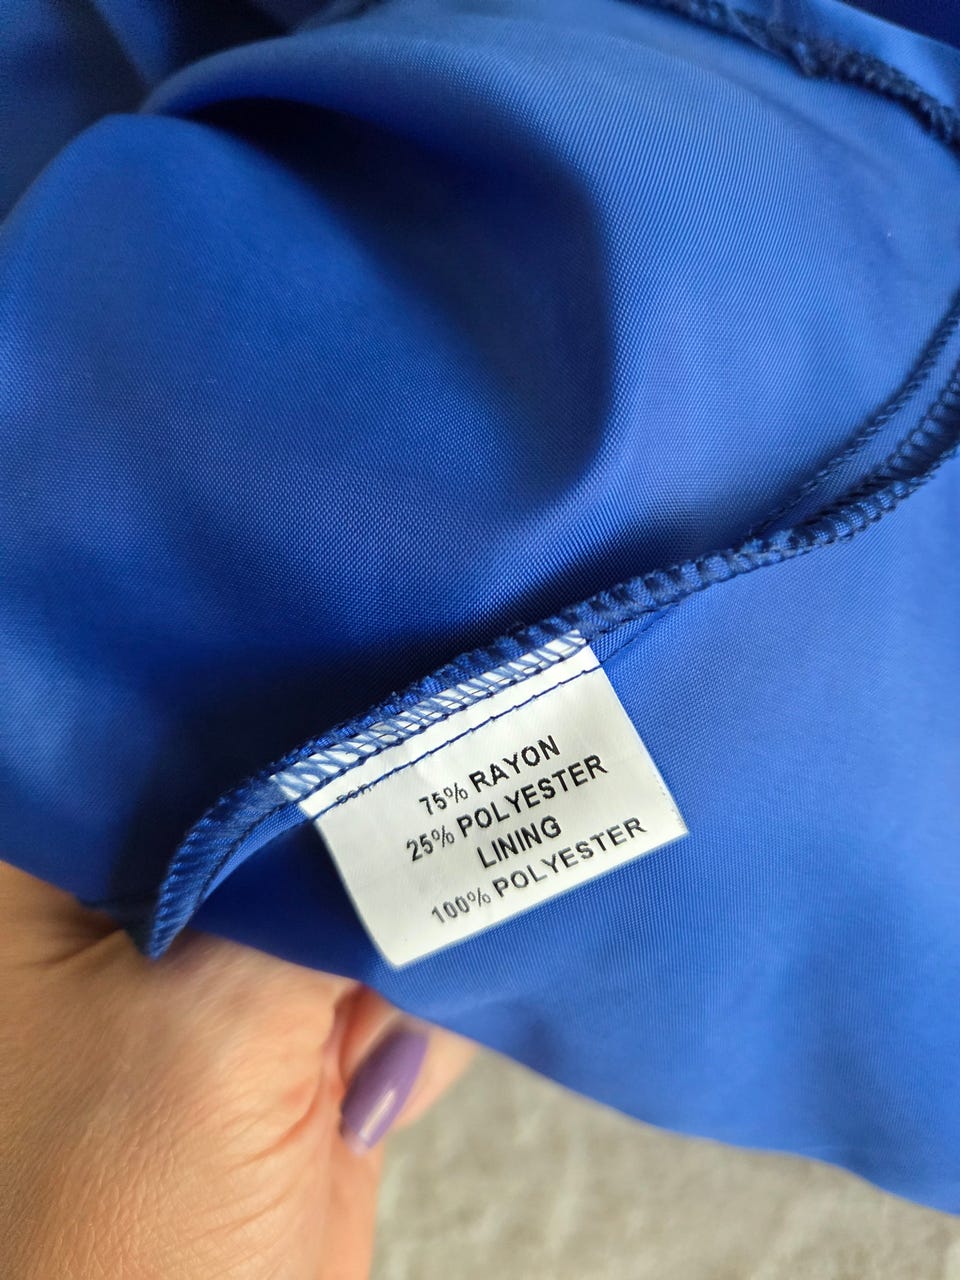 75% RAYON
25% POLYESTER
LINING
100% POLYESTER